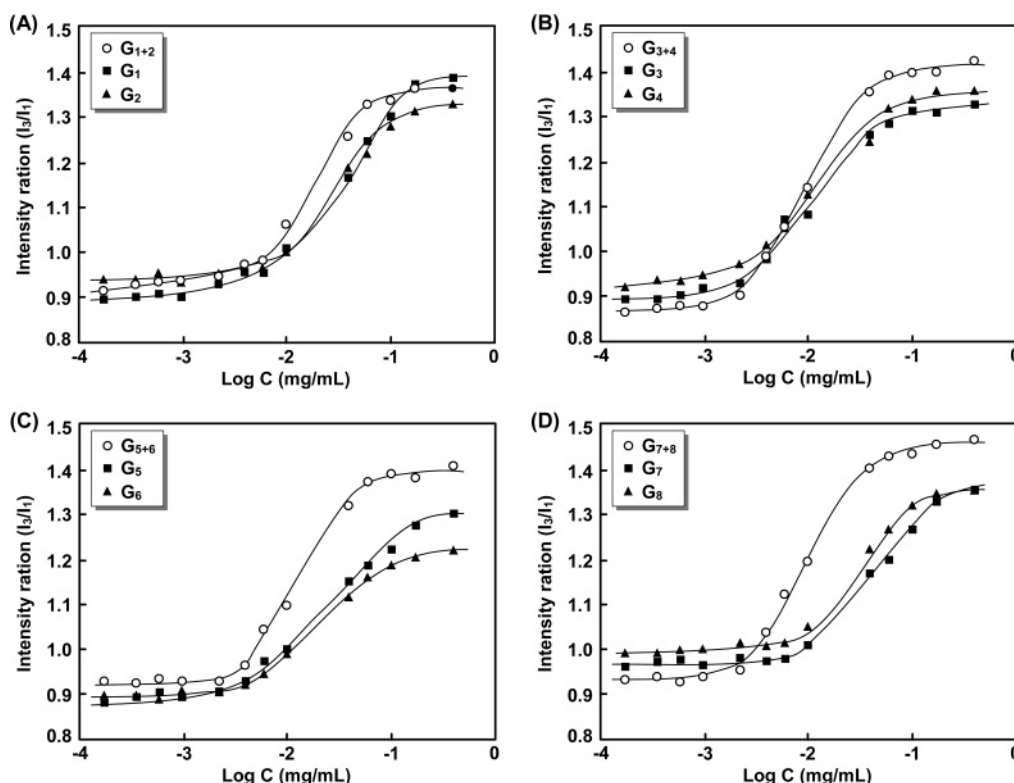 (A)
G1+2
G1
G2
1.5
1.4
1.3
1.2
1.1
1.0
0.9
0.8
Intensity ration (I3/I1)
-4 -3 -2 -1 0
Log C (mg/mL)
(B)
G3+4
G3
G4
1.5
1.4
1.3
1.2
1.1
1.0
0.9
0.8
Intensity ration (I3/I1)
-4 -3 -2 -1 0
Log C (mg/mL)
(C)
G5+6
G5
G6
1.5
1.4
1.3
1.2
1.1
1.0
0.9
0.8
Intensity ration (I3/I1)
-4 -3 -2 -1 0
Log C (mg/mL)
(D)
G7+8
G7
G8
1.5
1.4
1.3
1.2
1.1
1.0
0.9
0.8
Intensity ration (I3/I1)
-4 -3 -2 -1 0
Log C (mg/mL)